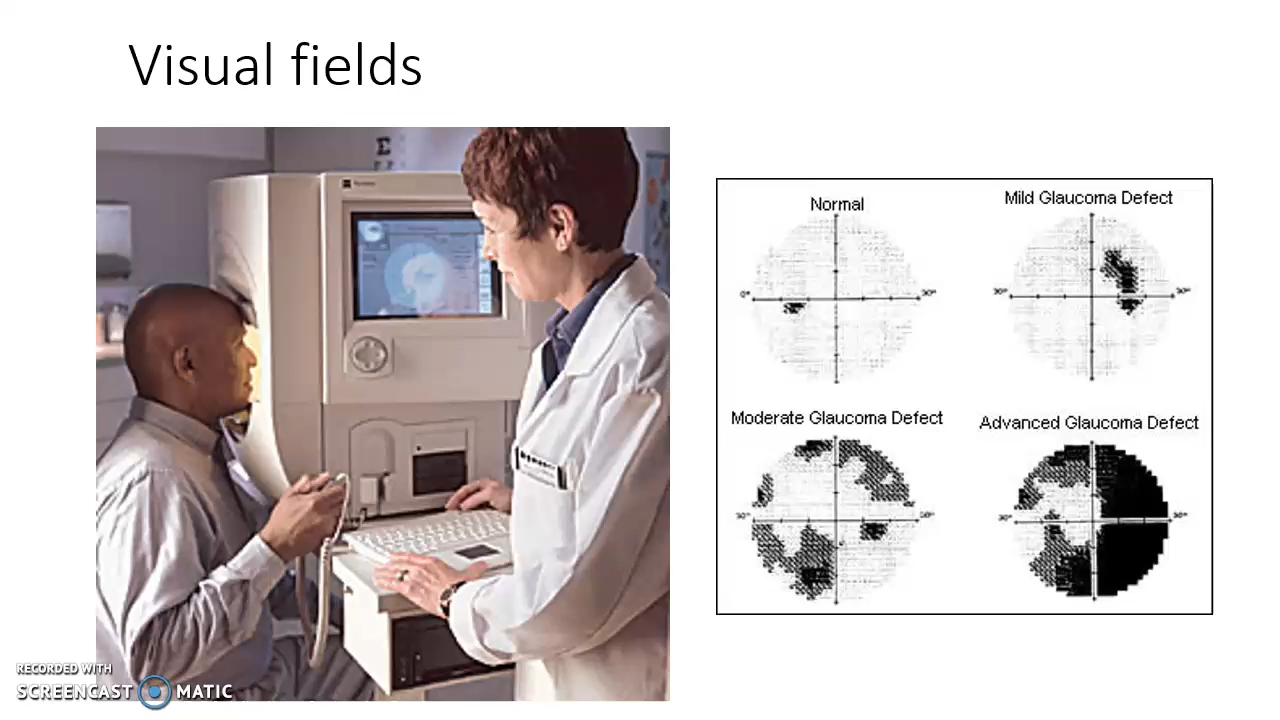 Visual fields
E
Normal
Mild Glaucoma Defect
30°
30°
30°
Moderate Glaucoma Defect
Advanced Glaucoma Defect
30°
30°
30°
30°
RECORDED WITH
SCREENCAST MATIC